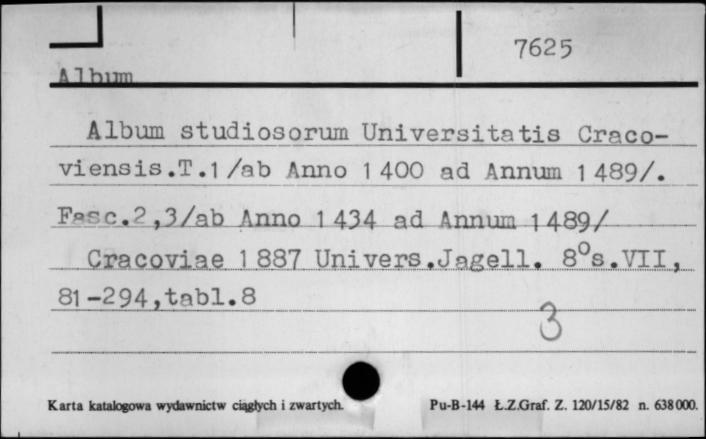 7625
Album
Album studiosorum Universitatis Craco-
viensis.T.1/ab Anno 1400 ad Annum 1489/.
Fasc.2,3/ab Anno 1434 ad Annum 1489/
Cracoviae 1887 Univers.Jagell. 8⁰s.VII,
81-294,tabl.8
3
Karta katalogowa wydawnictw ciągłych i zwartych. Pu-B-144 Ł.Z.Graf. Z. 120/15/82 n. 638000.